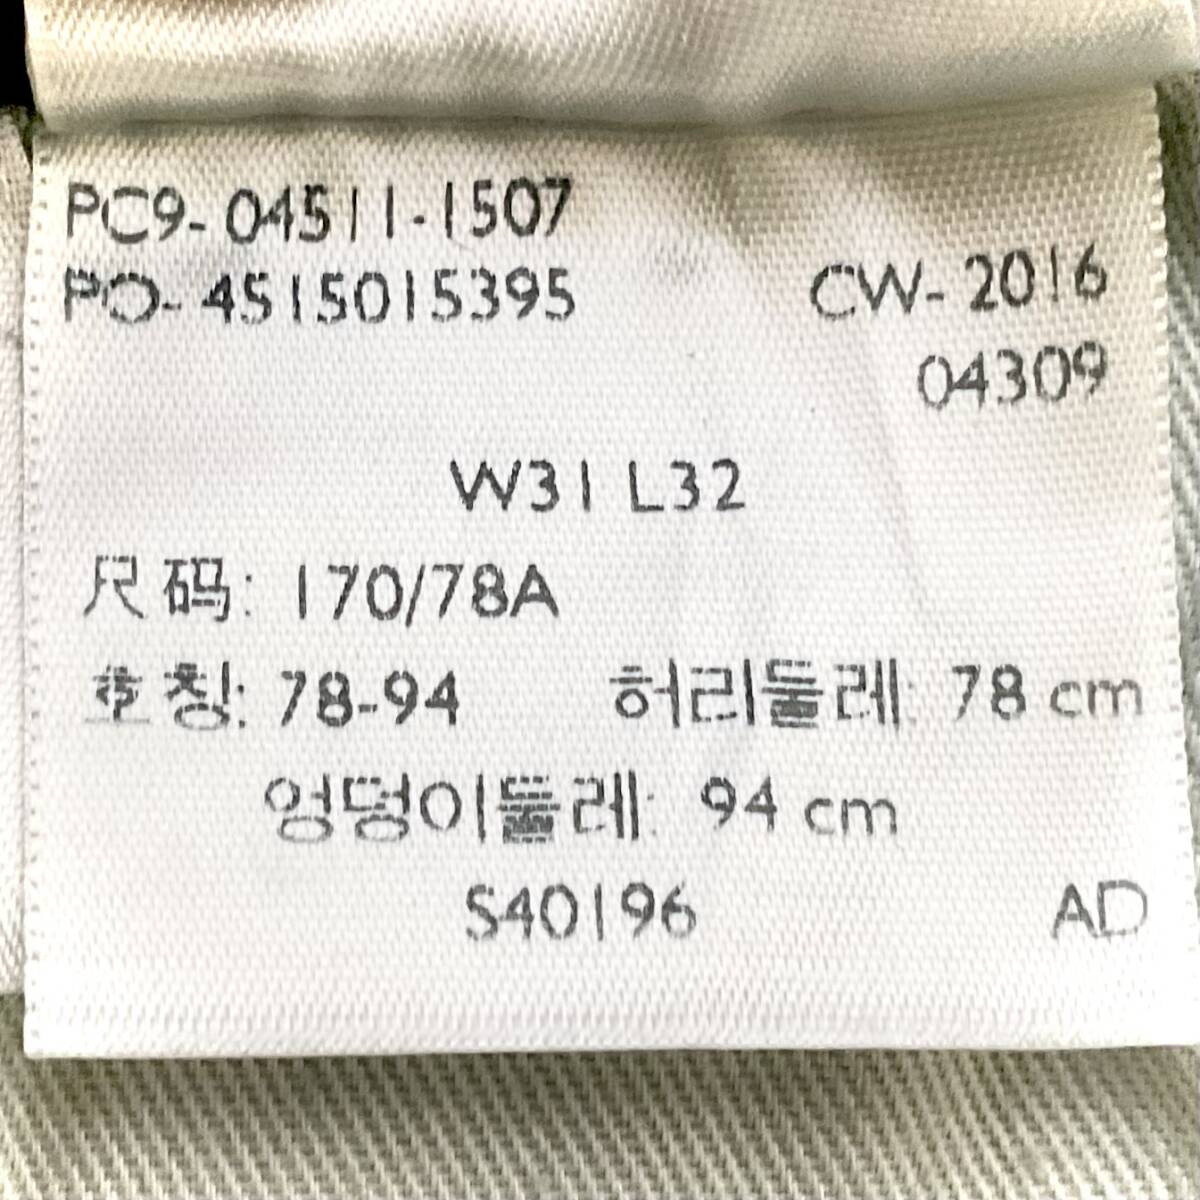 PC9-04511-1507
PO-4515015395 CW-2016
04309
W31 L32
尺码: 170/78A
호칭: 78-94 허리둘레: 78 cm
엉덩이둘레: 94 cm
S40196 AD